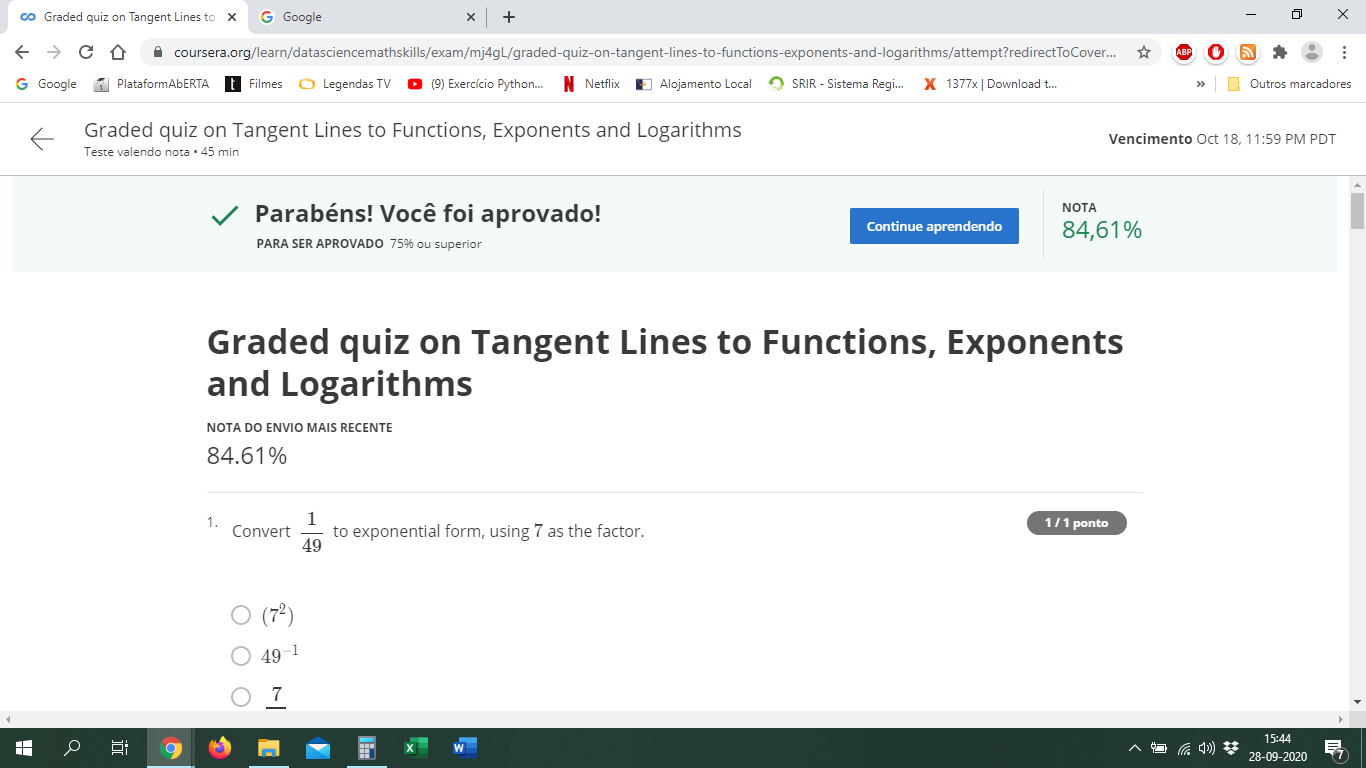 Graded quiz on Tangent Lines to
Google
coursera.org/learn/datasciencemathskills/exam/mj4gL/graded-quiz-on-tangent-lines-to-functions-exponents-and-logarithms/attempt?redirectToCover...
ABP
Google
PlataformAbERTA
t
Filmes
Legendas TV
(9) Exercício Python...
N
Netflix
Alojamento Local
SRIR - Sistema Regi...
X
1377x | Download t...
»
Outros marcadores
Graded quiz on Tangent Lines to Functions, Exponents and Logarithms
Teste valendo nota • 45 min
Vencimento Oct 18, 11:59 PM PDT
Parabéns! Você foi aprovado!
PARA SER APROVADO 75% ou superior
Continue aprendendo
NOTA
84,61%
Graded quiz on Tangent Lines to Functions, Exponents
and Logarithms
NOTA DO ENVIO MAIS RECENTE
84.61%
1.
Convert 1/49 to exponential form, using 7 as the factor.
1 / 1 ponto
(7²)
49⁻¹
7
15:44
28-09-2020
7